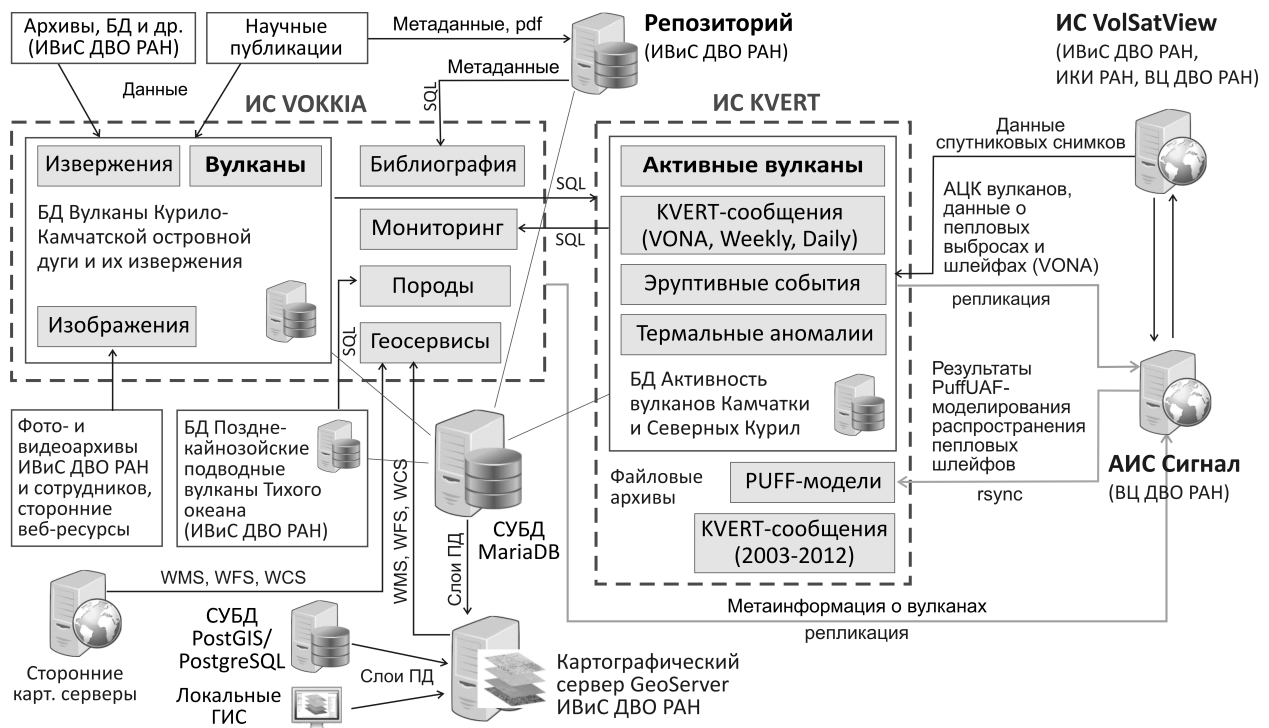 Архивы, БД и др.
(ИВиС ДВО РАН)
Научные
публикации
Метаданные, pdf
Репозиторий
(ИВиС ДВО РАН)
ИС VolSatView
(ИВиС ДВО РАН,
ИКИ РАН, ВЦ ДВО РАН)
Данные
Метаданные
SQL
ИС VOKKIA
ИС KVERT
Извержения
Вулканы
Библиография
БД Вулканы Курило-
Камчатской островной
дуги и их извержения
Изображения
Мониторинг
Породы
Геосервисы
SQL
SQL
SQL
Активные вулканы
KVERT-сообщения
(VONA, Weekly, Daily)
Эруптивные события
Термальные аномалии
БД Активность
вулканов Камчатки
и Северных Курил
Файловые
архивы
PUFF-модели
KVERT-сообщения
(2003-2012)
Данные
спутниковых снимков
АЦК вулканов,
данные о
пепловых
выбросах и
шлейфах (VONA)
репликация
Результаты
PuffUAF-
моделирования
распространения
пепловых
шлейфов
rsync
АИС Сигнал
(ВЦ ДВО РАН)
Фото- и
видеоархивы
ИВиС ДВО РАН
и сотрудников,
сторонние
веб-ресурсы
БД Поздне-
кайнозойские
подводные
вулканы Тихого
океана
(ИВиС ДВО РАН)
СУБД
MariaDB
WMS, WFS, WCS
WMS, WFS, WCS
Слои ПД
Метаинформация о вулканах
репликация
Сторонние
карт. серверы
СУБД
PostGIS/
PostgreSQL
Слои ПД
Локальные
ГИС
Картографический
сервер GeoServer
ИВиС ДВО РАН